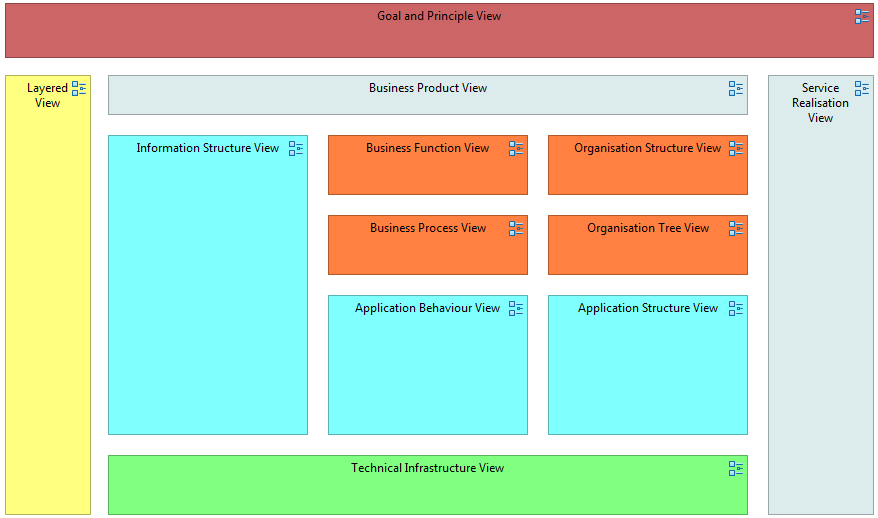 Goal and Principle View
Layered
View
Business Product View
Service
Realisation
View
Information Structure View
Business Function View
Organisation Structure View
Business Process View
Organisation Tree View
Application Behaviour View
Application Structure View
Technical Infrastructure View